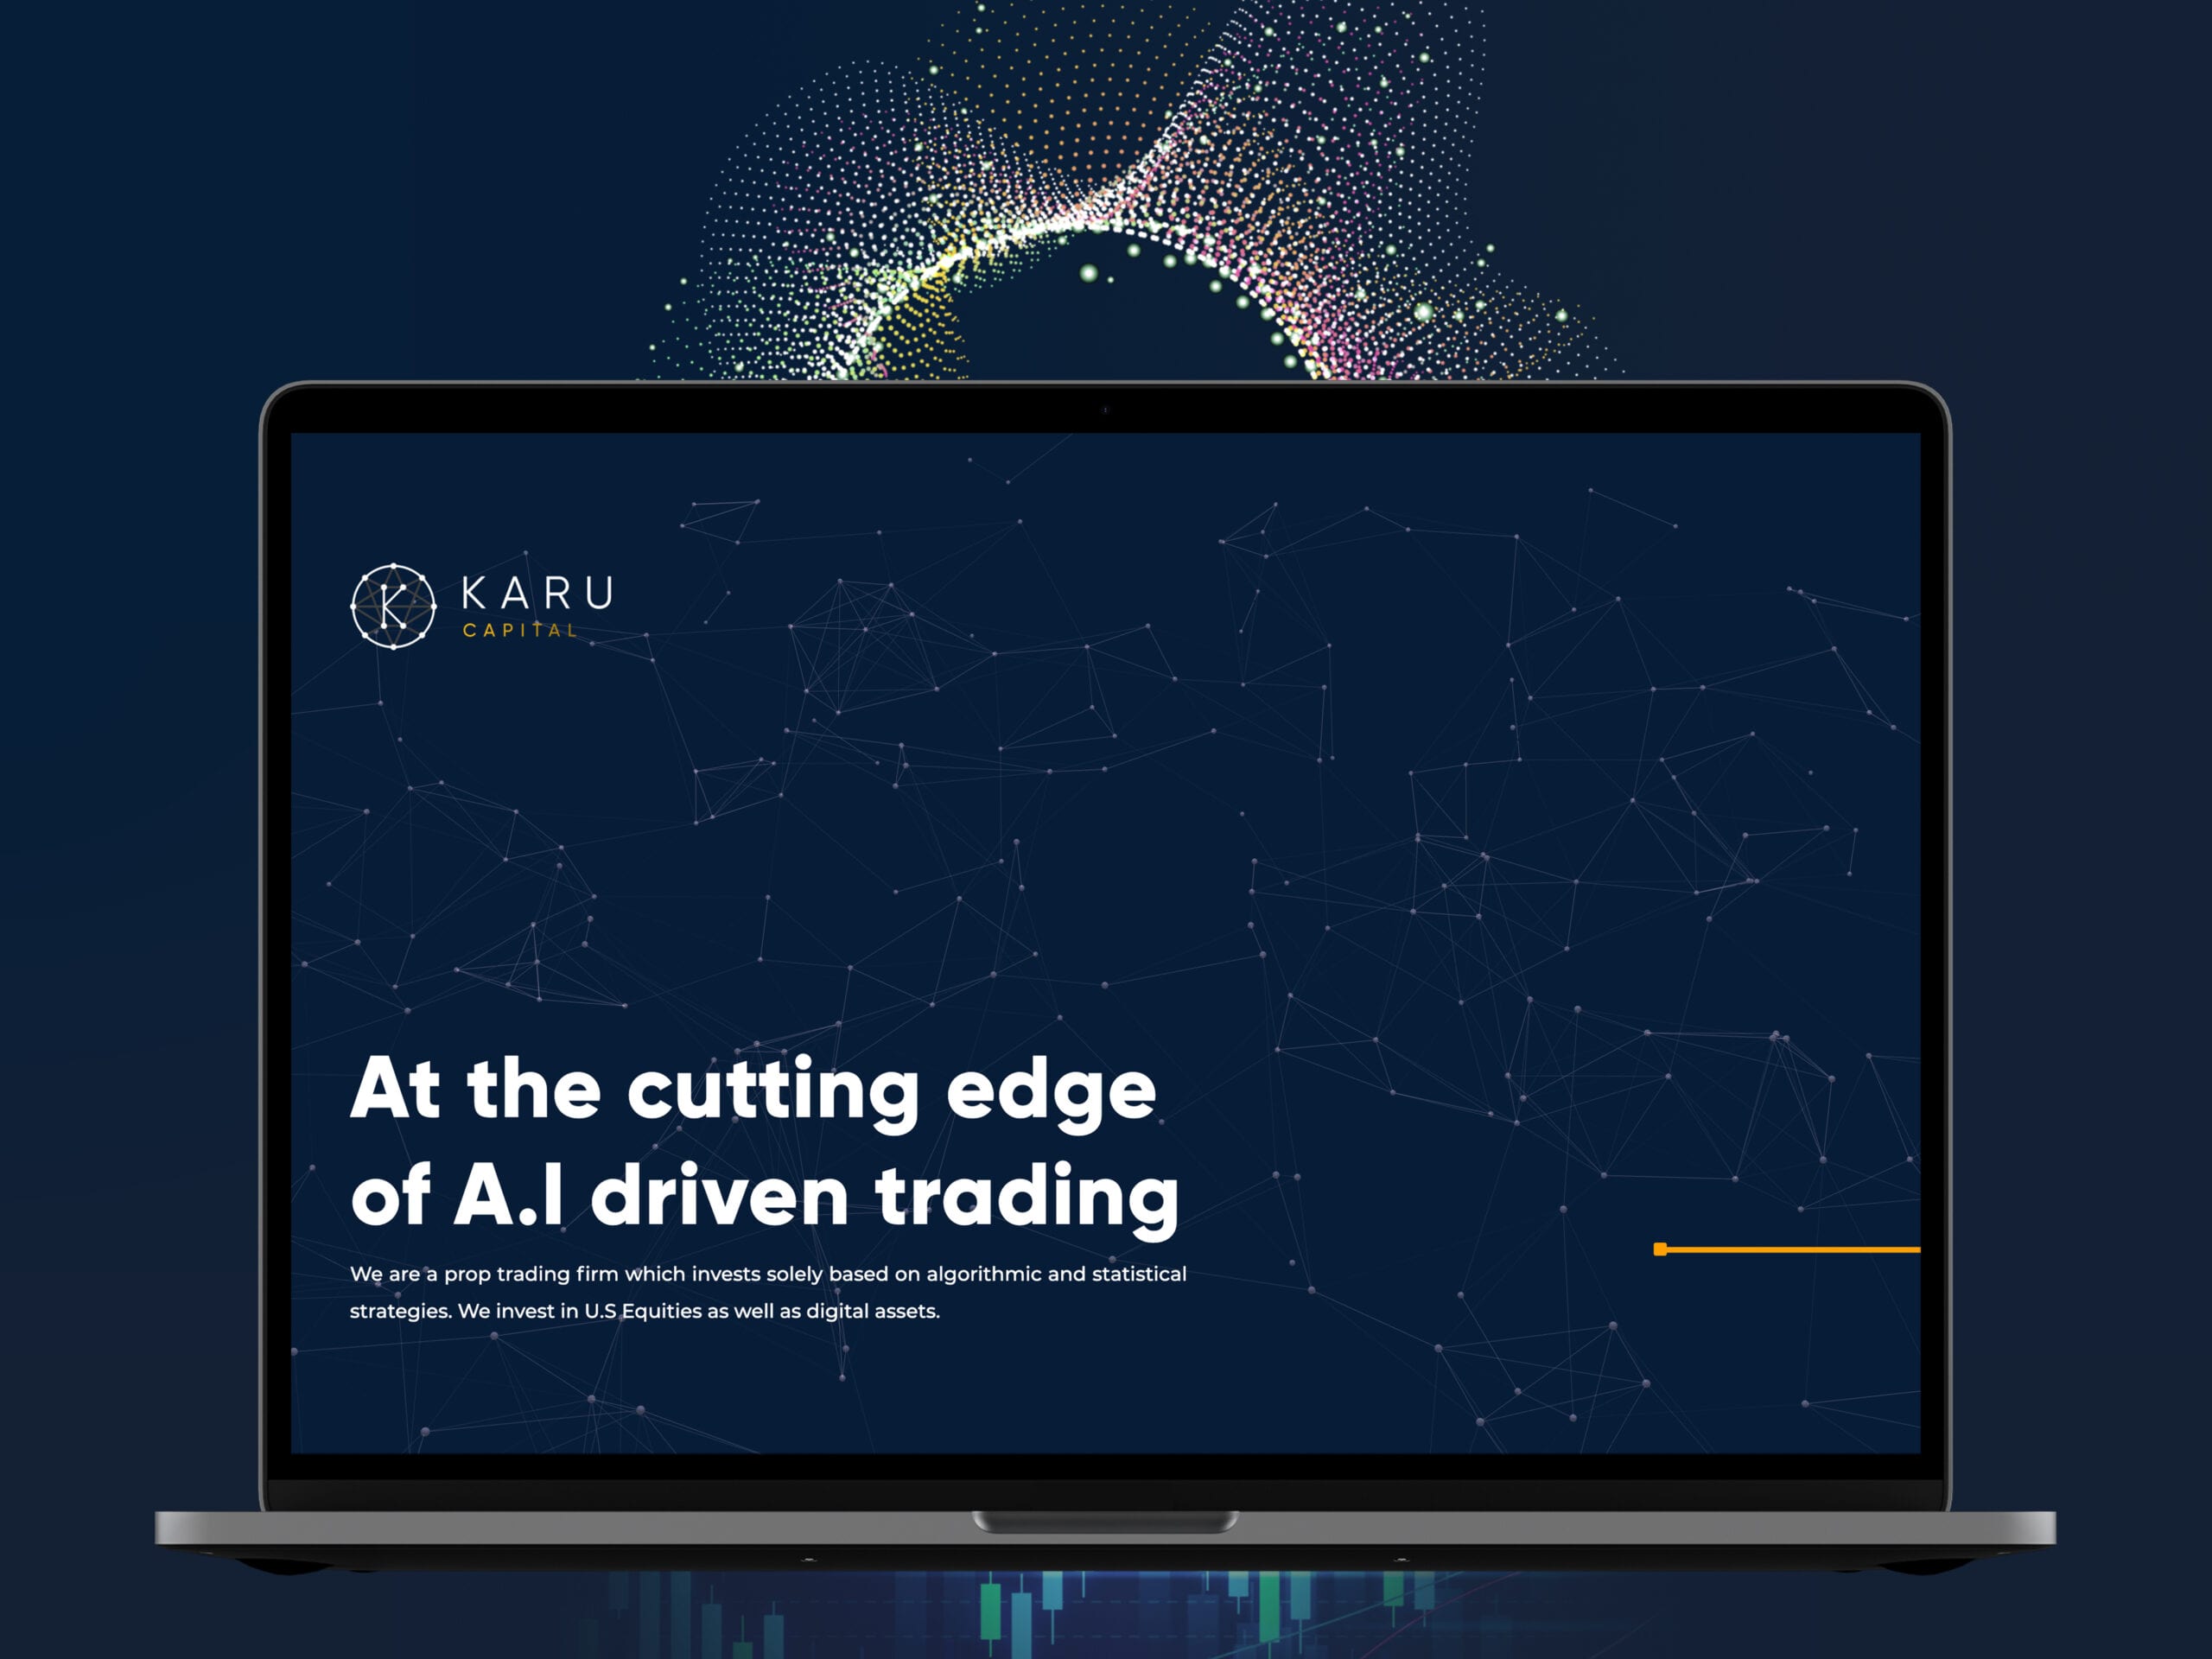 KARU
CAPITAL
At the cutting edge
of A.I driven trading
We are a prop trading firm which invests solely based on algorithmic and statistical
strategies. We invest in U.S Equities as well as digital assets.